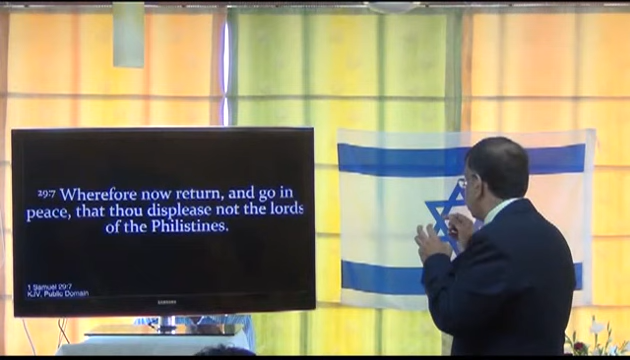 29:7 Wherefore now return, and go in
peace, that thou displease not the lords
of the Philistines.
1 Samuel 29:7
KJV, Public Domain
SAMSUNG